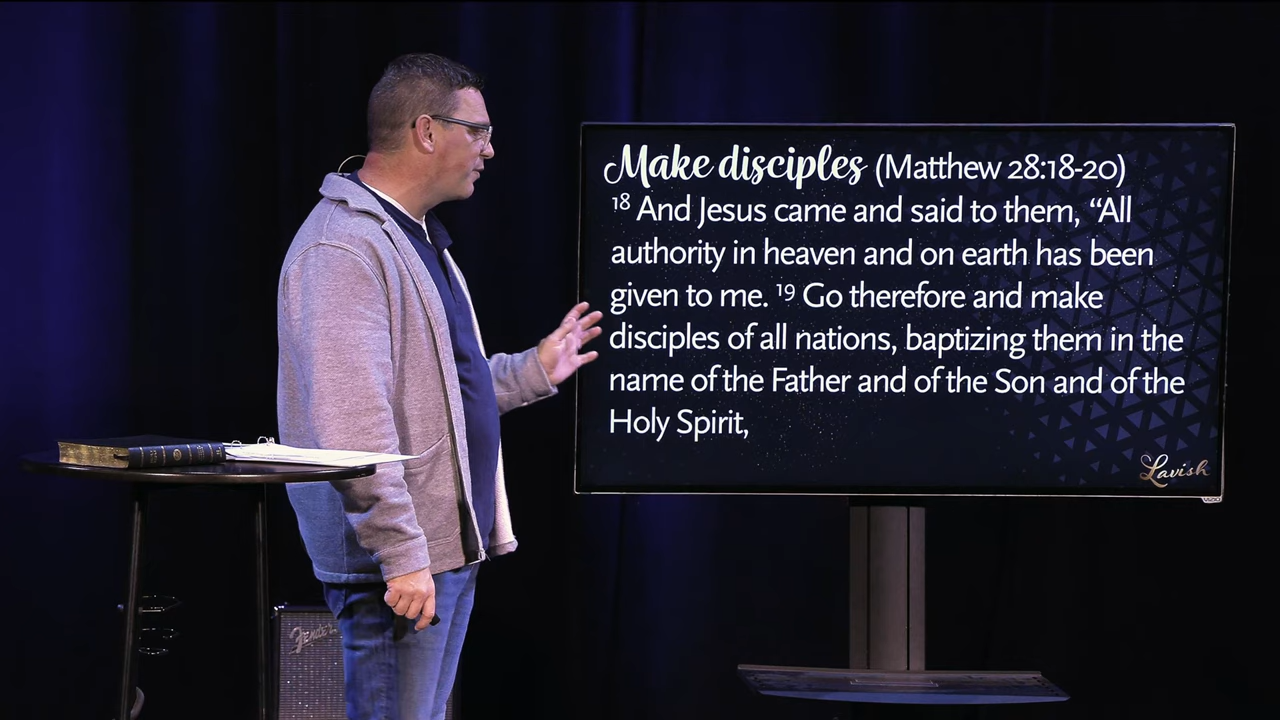 Make disciples (Matthew 28:18-20)
18 And Jesus came and said to them, “All
authority in heaven and on earth has been
given to me. 19 Go therefore and make
disciples of all nations, baptizing them in the
name of the Father and of the Son and of the
Holy Spirit,
Lavish
VIZIO
Fender